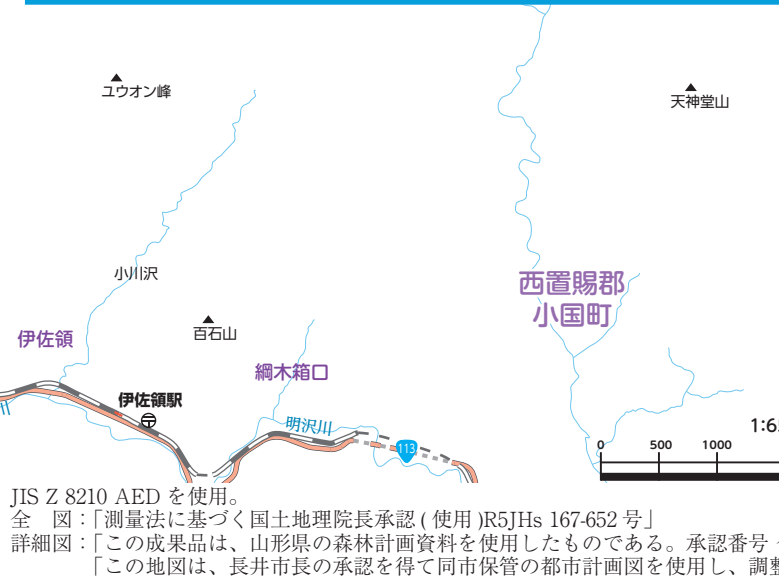 ユウオン峰
天神堂山
小川沢
西置賜郡
小国町
百石山
伊佐領
綱木箱口
伊佐領駅
明沢川
113
1:6
0 500 1000
JIS Z 8210 AED を使用。
全　図：「測量法に基づく国土地理院長承認 ( 使用 )R5JHs 167-652 号」
詳細図：「この成果品は、山形県の森林計画資料を使用したものである。承認番号
「この地図は、長井市長の承認を得て同市保管の都市計画図を使用し、調整